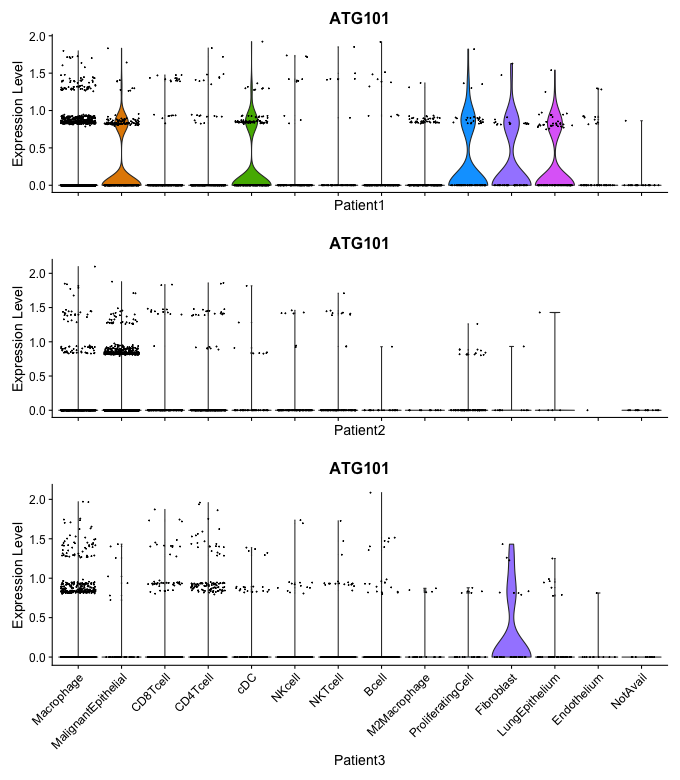 ATG101
2.0
1.5
1.0
0.5
0.0
Expression Level
Patient1
ATG101
2.0
1.5
1.0
0.5
0.0
Expression Level
Patient2
ATG101
2.0
1.5
1.0
0.5
0.0
Expression Level
Macrophage
MalignantEpithelial
CD8Tcell
CD4Tcell
cDC
NKcell
NKTcell
Bcell
M2Macrophage
ProliferatingCell
Fibroblast
LungEpithelium
Endothelium
NotAvail
Patient3